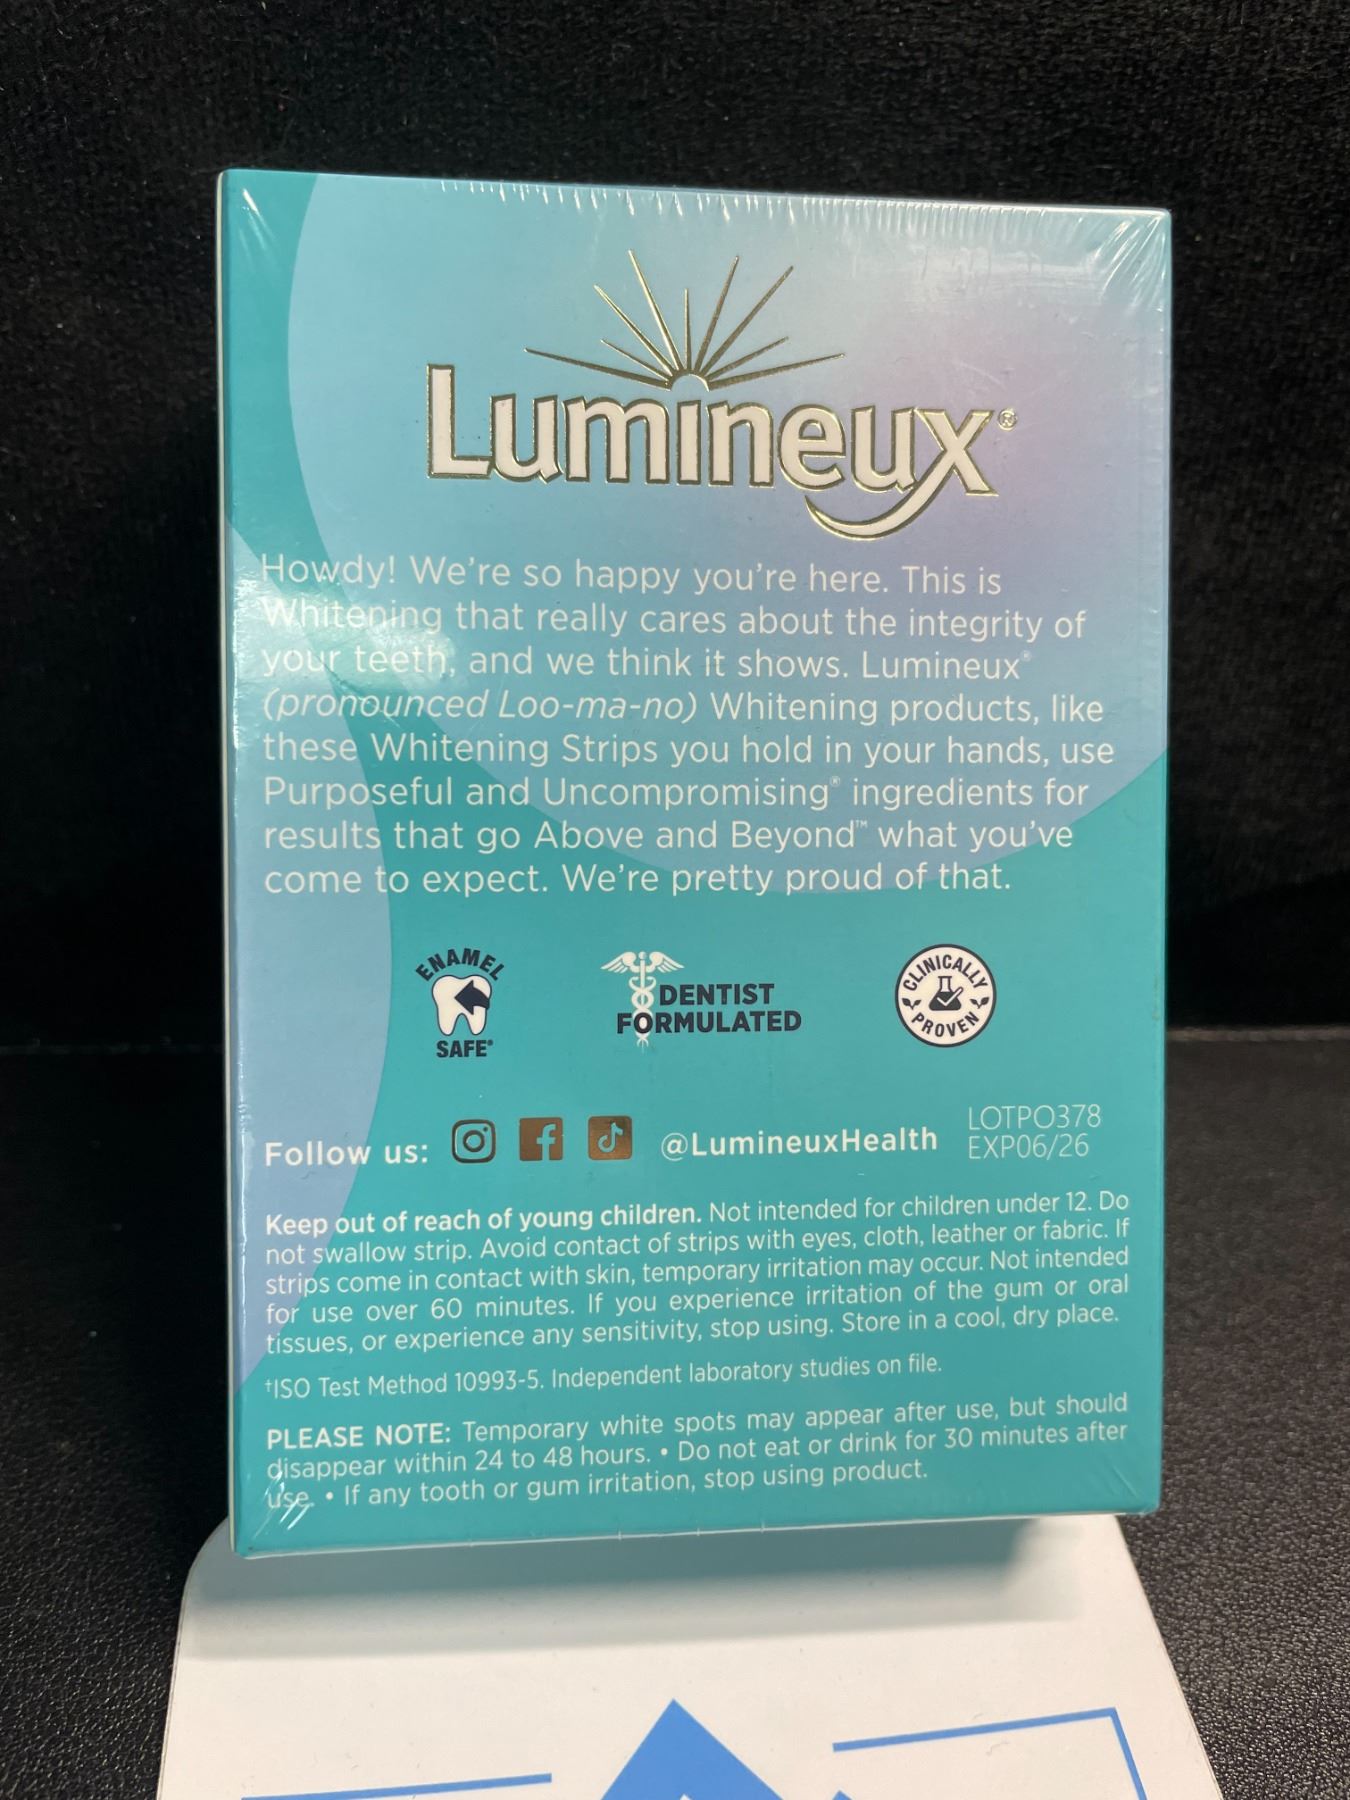 Lumineux®
Howdy! We're so happy you're here. This is
Whitening that really cares about the integrity of
your teeth, and we think it shows. Lumineux®
(pronounced Loo-ma-no) Whitening products, like
these Whitening Strips you hold in your hands, use
Purposeful and Uncompromising® ingredients for
results that go Above and Beyond™ what you've
come to expect. We're pretty proud of that.
ENAMEL
SAFE®
DENTIST
FORMULATED
CLINICALLY
PROVEN
Follow us: @LumineuxHealth
LOTPO378
EXP06/26
Keep out of reach of young children. Not intended for children under 12. Do
not swallow strip. Avoid contact of strips with eyes, cloth, leather or fabric. If
strips come in contact with skin, temporary irritation may occur. Not intended
for use over 60 minutes. If you experience irritation of the gum or oral
tissues, or experience any sensitivity, stop using. Store in a cool, dry place.
†ISO Test Method 10993-5. Independent laboratory studies on file.
PLEASE NOTE: Temporary white spots may appear after use, but should
disappear within 24 to 48 hours. • Do not eat or drink for 30 minutes after
use. • If any tooth or gum irritation, stop using product.